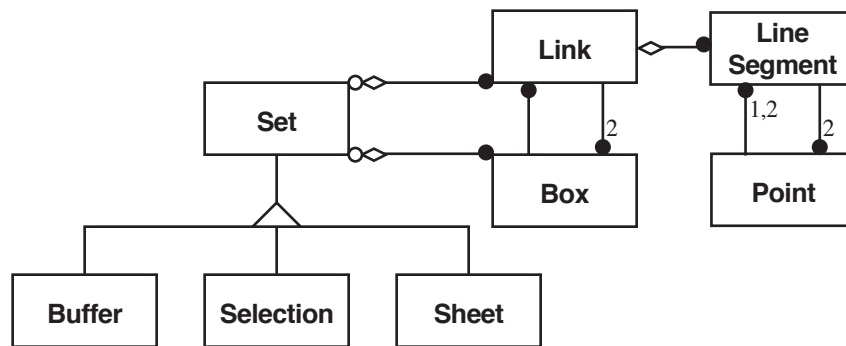 Link
Line
Segment
Set
1,2
2
2
Box
Point
Buffer
Selection
Sheet